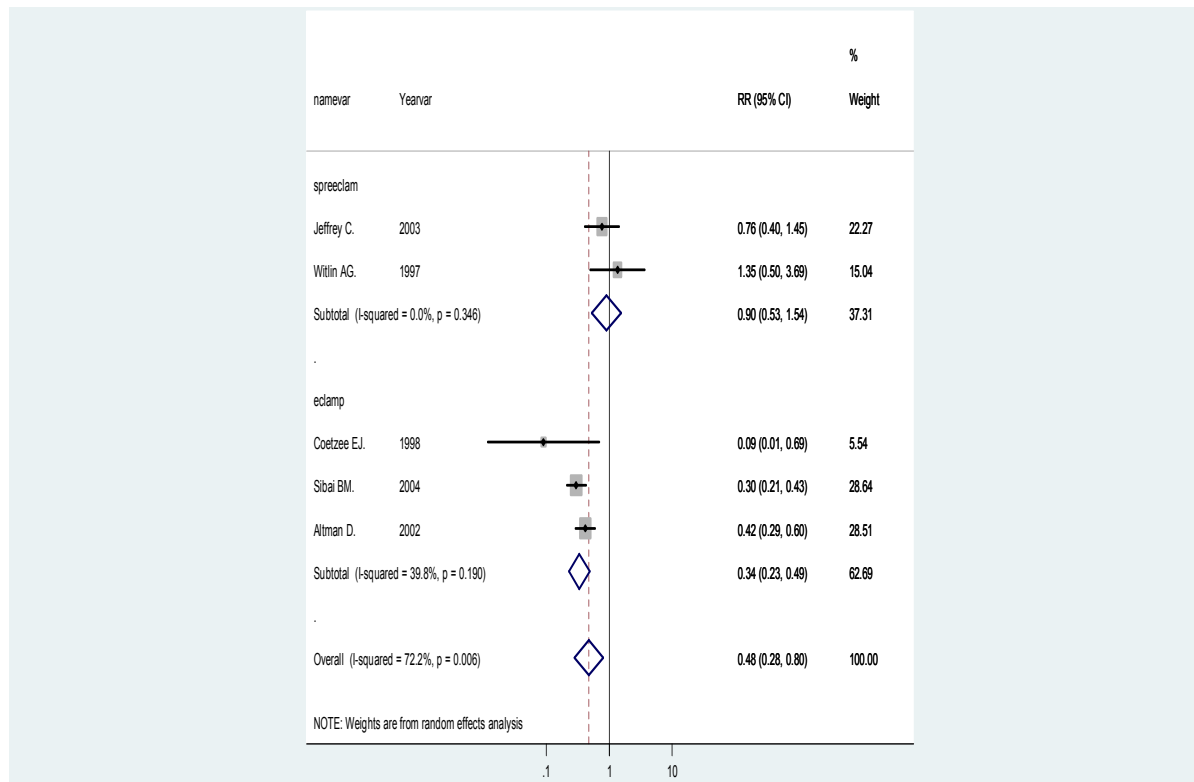 %
namevar Yearvar RR (95% CI) Weight
spreeclam
Jeffrey C. 2003 0.76 (0.40, 1.45) 22.27
Witlin AG. 1997 1.35 (0.50, 3.69) 15.04
Subtotal (I-squared = 0.0%, p = 0.346) 0.90 (0.53, 1.54) 37.31
.
eclamp
Coetzee EJ. 1998 0.09 (0.01, 0.69) 5.54
Sibai BM. 2004 0.30 (0.21, 0.43) 28.64
Altman D. 2002 0.42 (0.29, 0.60) 28.51
Subtotal (I-squared = 39.8%, p = 0.190) 0.34 (0.23, 0.49) 62.69
.
Overall (I-squared = 72.2%, p = 0.006) 0.48 (0.28, 0.80) 100.00
NOTE: Weights are from random effects analysis
.1 1 10